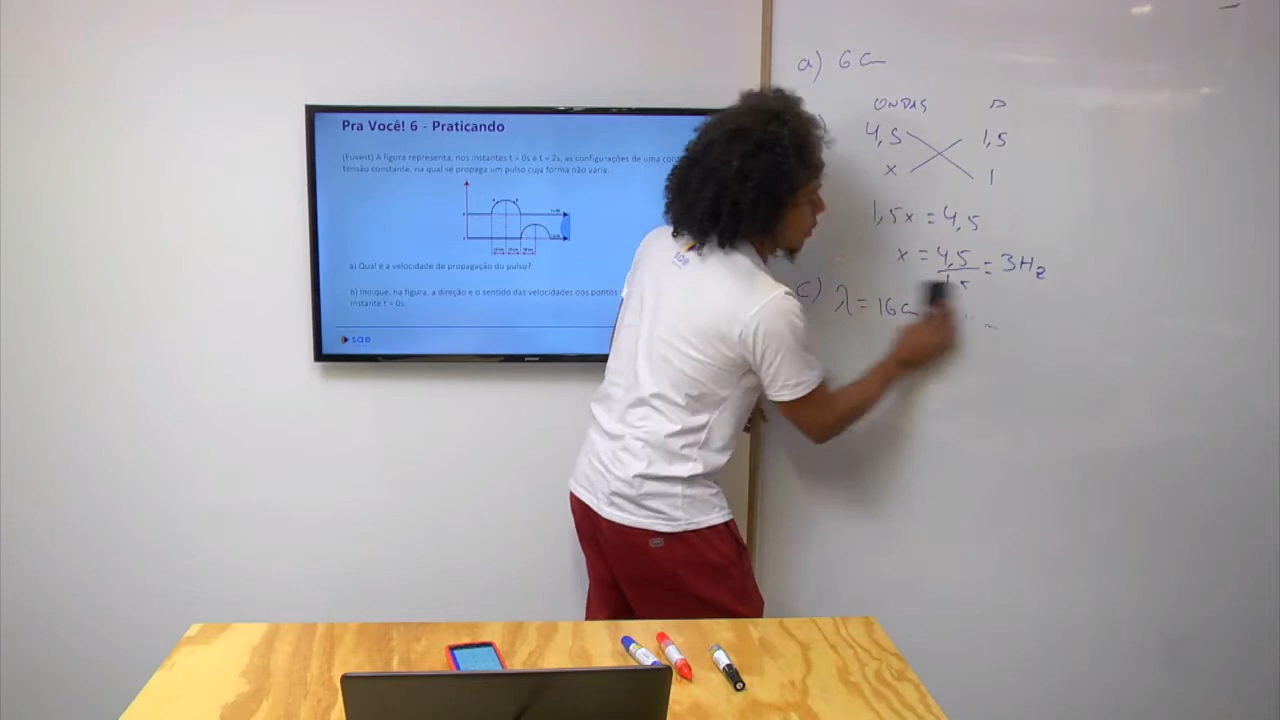 Pra Você! 6 - Praticando
(Fuvest) A figura representa, nos instantes t = 0s e t = 2s, as configurações de uma
tensão constante, na qual se propaga um pulso cuja forma não varia.
a) Qual é a velocidade de propagação do pulso?
b) Indique, na figura, a direção e o sentido das velocidades dos pontos
instante t = 0s.
sae
sae
a) 6 cm
ONDAS s
4,5 1,5
x 1
1,5x = 4,5
x = 4,5 = 3Hz
c) λ = 16